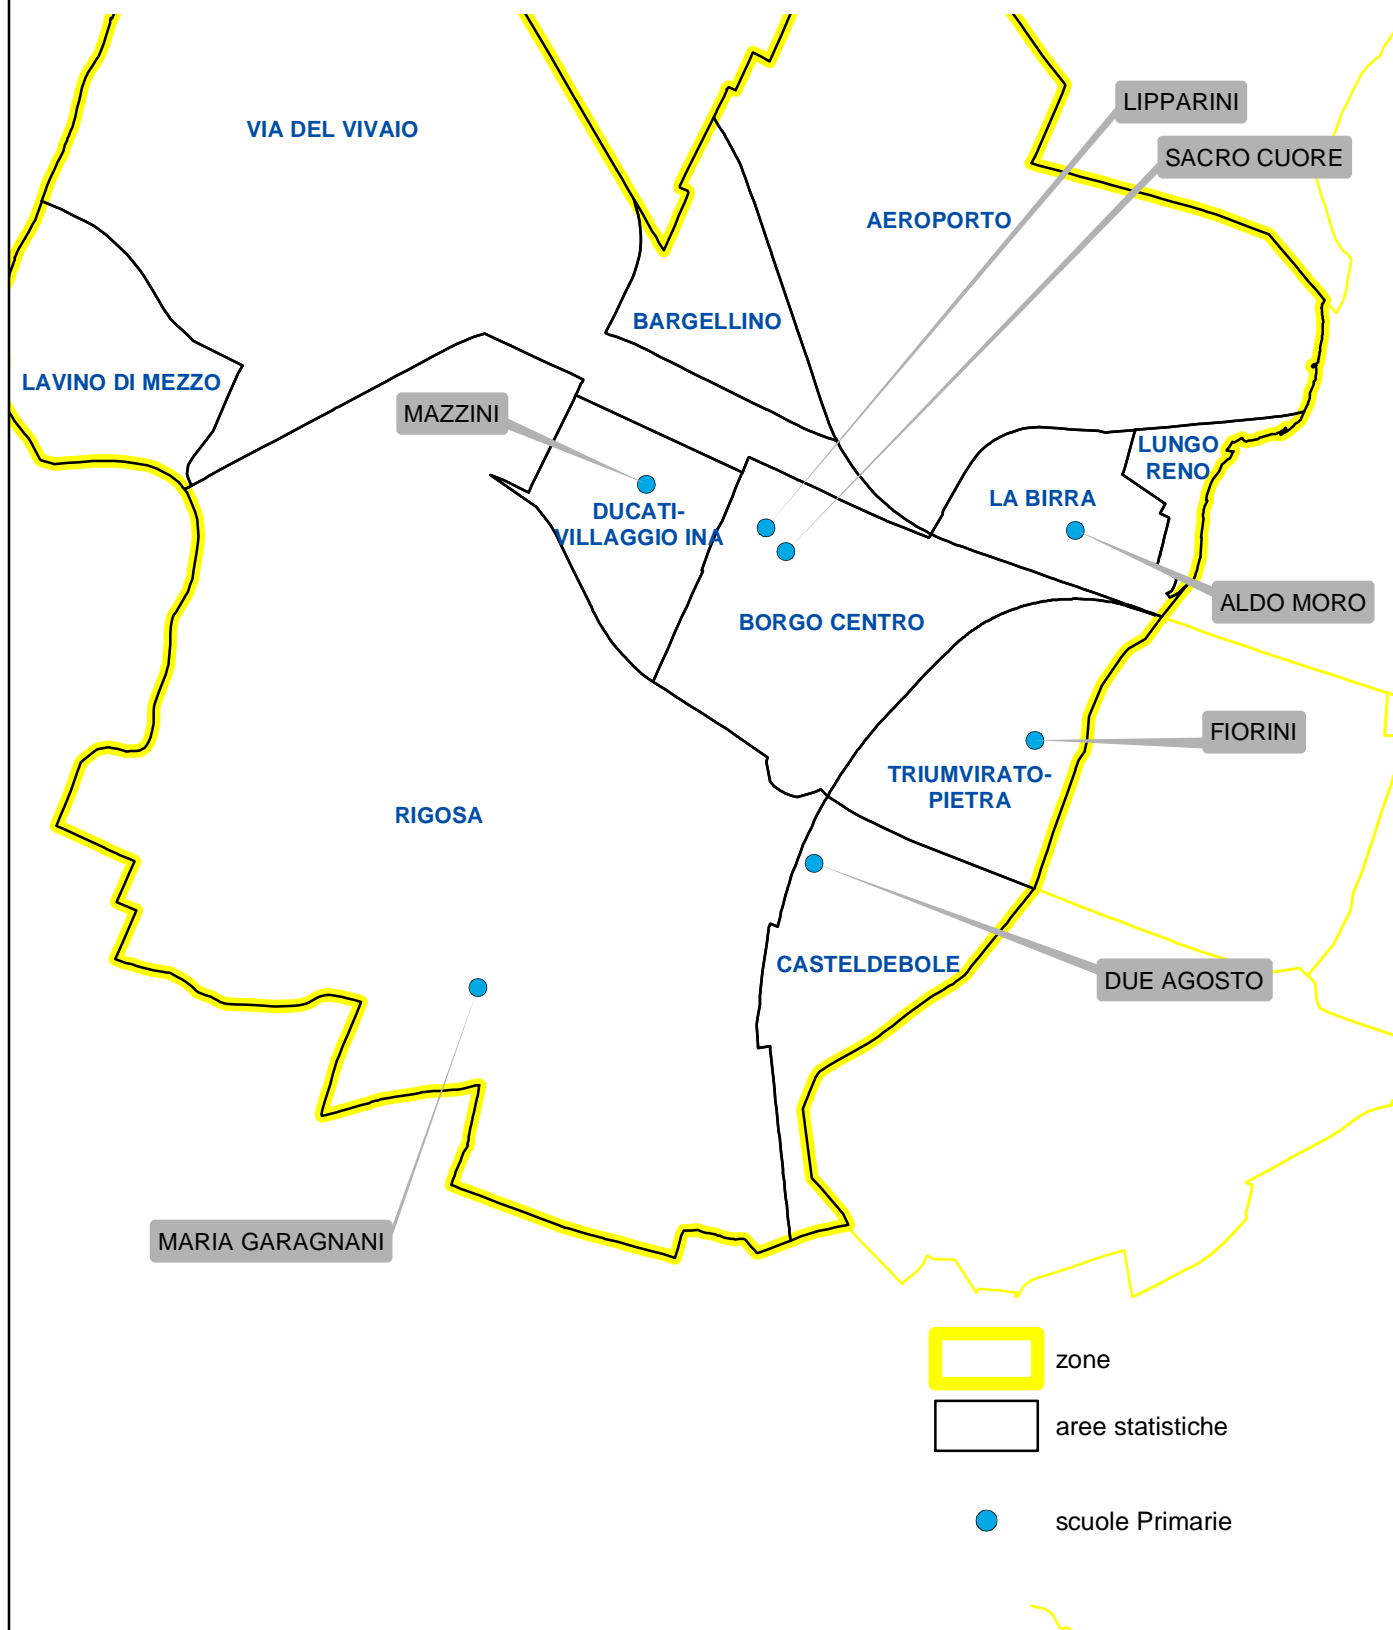 LIPPARINI
VIA DEL VIVAIO
SACRO CUORE
AEROPORTO
BARGELLINO
LAVINO DI MEZZO
MAZZINI
LUNGO
RENO
LA BIRRA
DUCATI-
VILLAGGIO INA
ALDO MORO
BORGO CENTRO
FIORINI
TRIUMVIRATO-
PIETRA
RIGOSA
CASTELDEBOLE
DUE AGOSTO
MARIA GARAGNANI
zone
aree statistiche
scuole Primarie